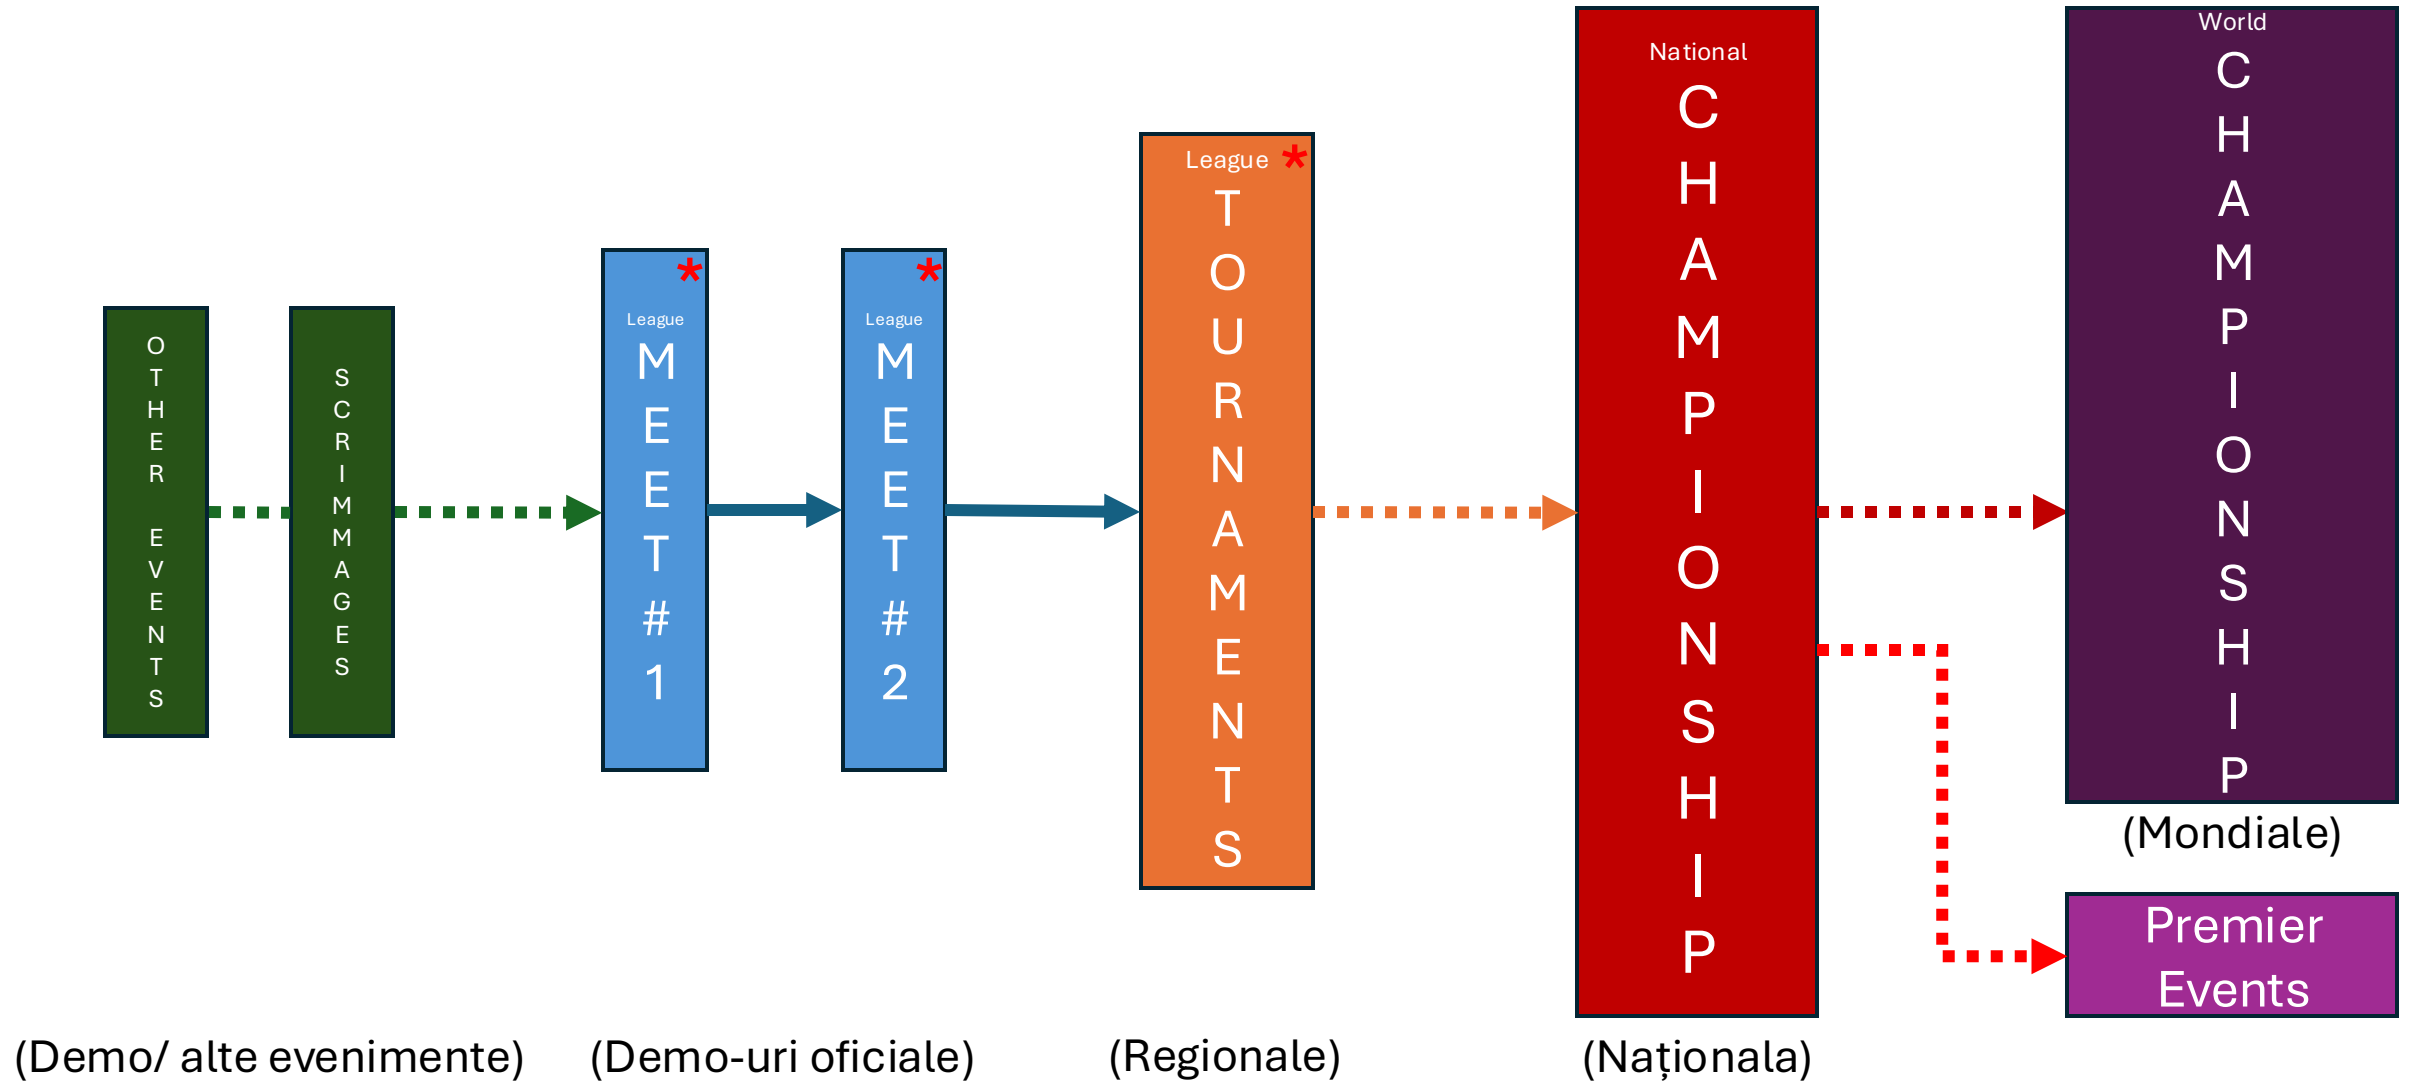 OTHER EVENTS
SCRIMMAGES
*
League
MEET#1
*
League
MEET#2
League *
TOURNAMENTS
National
CHAMPIONSHIP
World
CHAMPIONSHIP
(Mondiale)
Premier
Events
(Demo/ alte evenimente)
(Demo-uri oficiale)
(Regionale)
(Naționala)